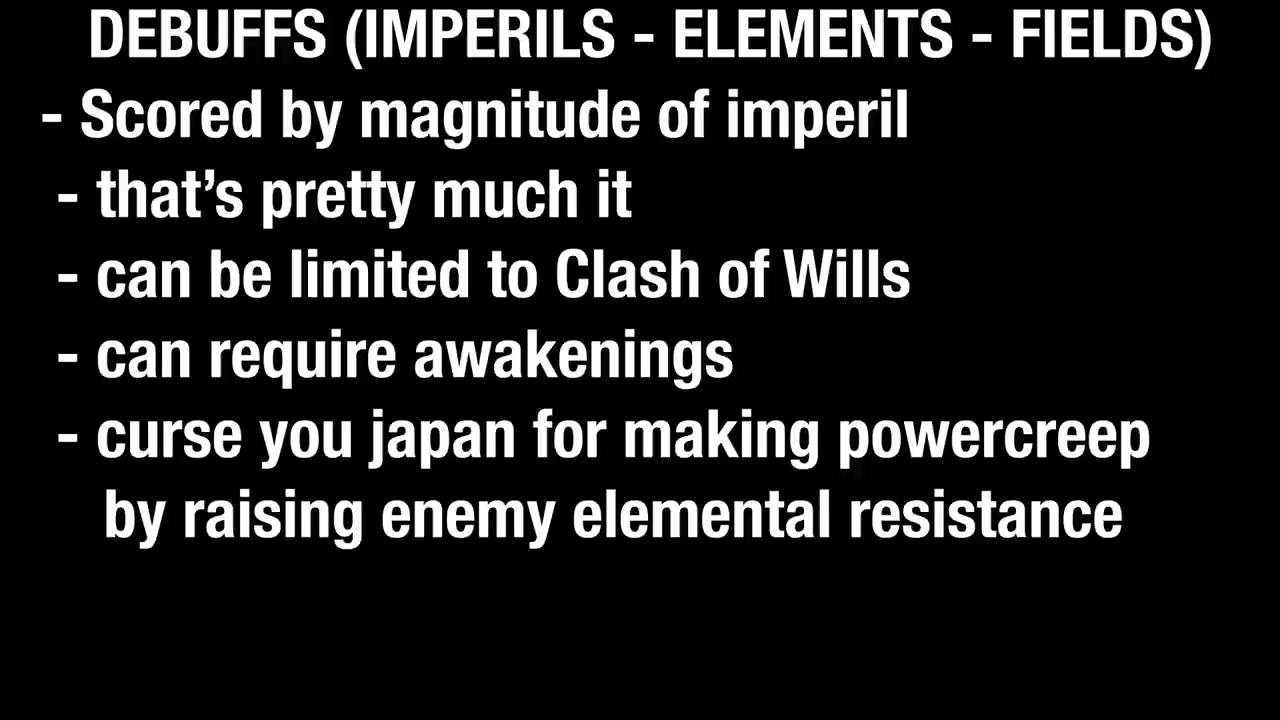 DEBUFFS (IMPERILS - ELEMENTS - FIELDS)
- Scored by magnitude of imperil
- that's pretty much it
- can be limited to Clash of Wills
- can require awakenings
- curse you japan for making powercreep
by raising enemy elemental resistance